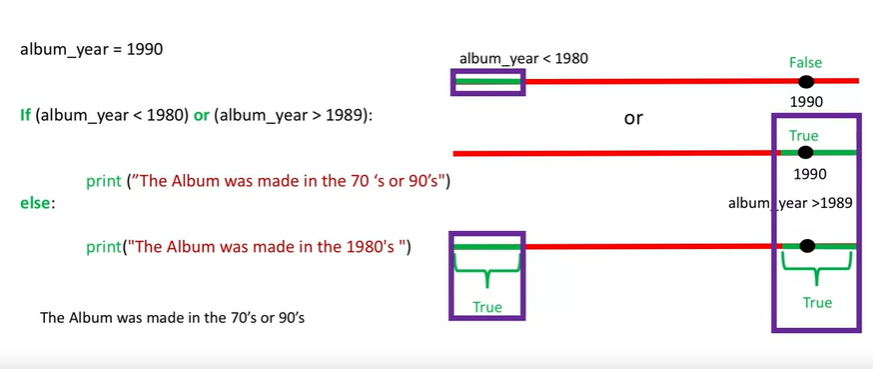 album_year = 1990
If (album_year < 1980) or (album_year > 1989):
print (”The Album was made in the 70 ‘s or 90’s")
else:
print("The Album was made in the 1980's ")
The Album was made in the 70’s or 90’s
album_year < 1980
False
1990
or
True
1990
album_year >1989
True
True